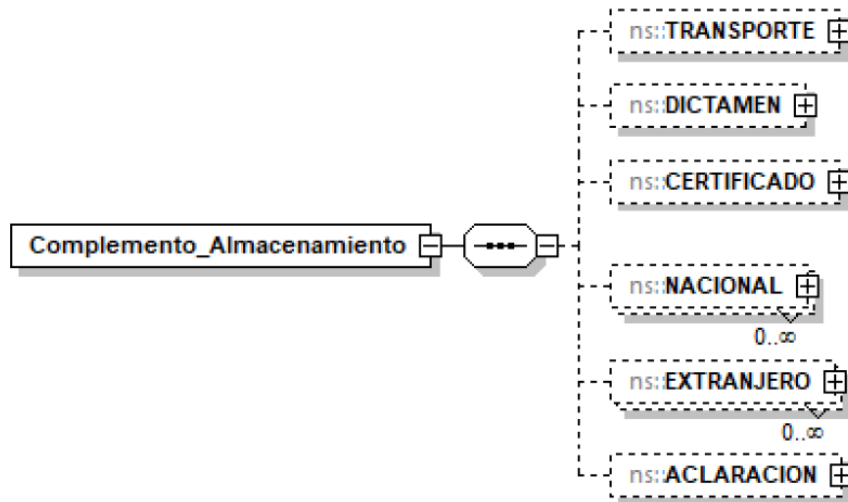 ns:TRANSPORTE
ns:DICTAMEN
ns:CERTIFICADO
Complemento_Almacenamiento
ns:NACIONAL
0..∞
ns:EXTRANJERO
0..∞
ns:ACLARACION